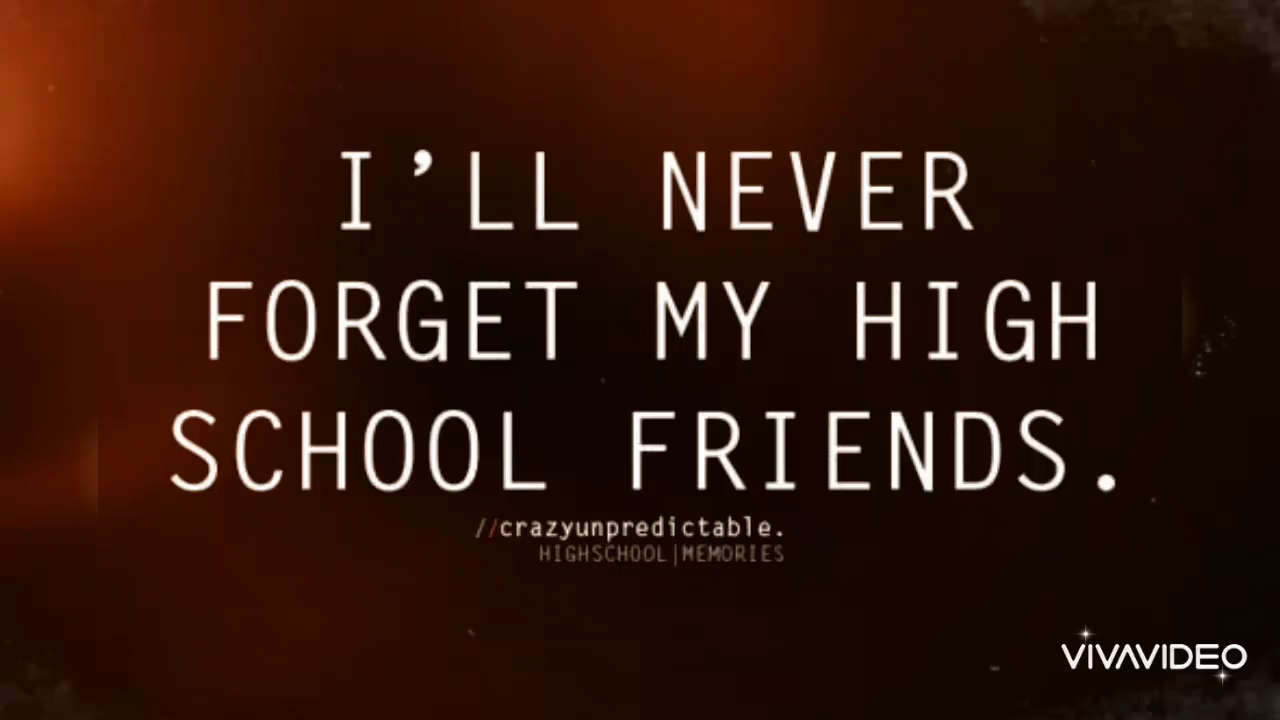 I’LL NEVER
FORGET MY HIGH
SCHOOL FRIENDS.
//crazyunpredictable.
HIGHSCHOOL|MEMORIES
VIVAVIDEO